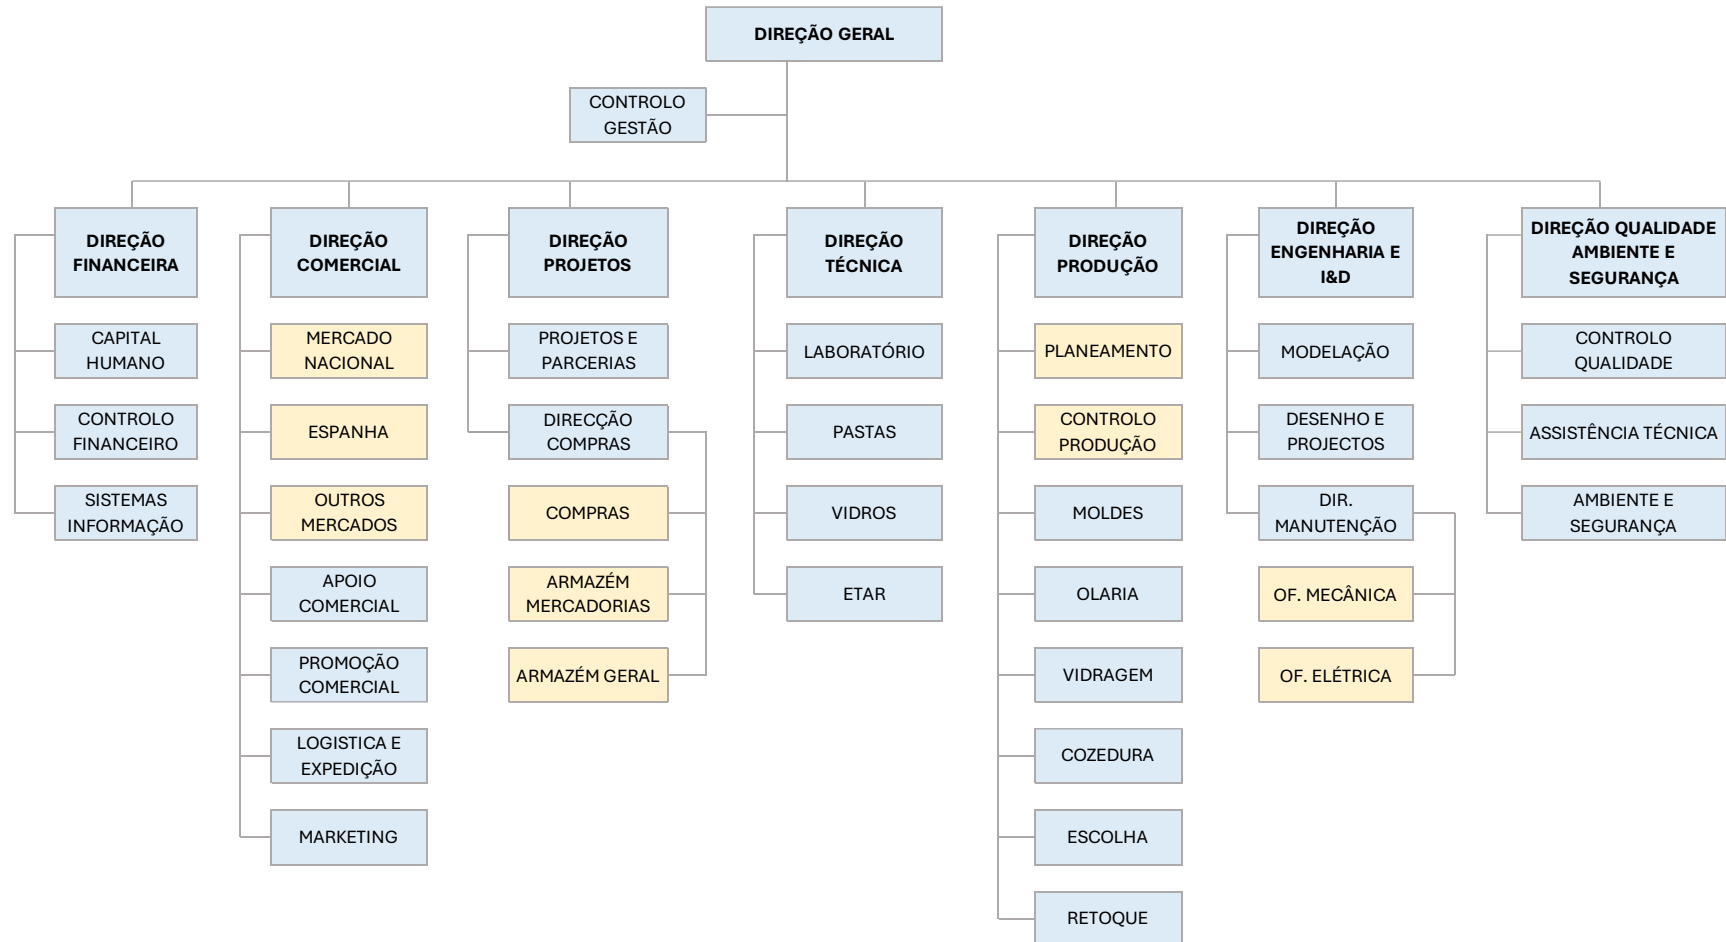 DIREÇÃO GERAL
CONTROLO
GESTÃO
DIREÇÃO
FINANCEIRA
CAPITAL
HUMANO
CONTROLO
FINANCEIRO
SISTEMAS
INFORMAÇÃO
DIREÇÃO
COMERCIAL
MERCADO
NACIONAL
ESPANHA
OUTROS
MERCADOS
APOIO
COMERCIAL
PROMOÇÃO
COMERCIAL
LOGISTICA E
EXPEDIÇÃO
MARKETING
DIREÇÃO
PROJETOS
PROJETOS E
PARCERIAS
DIRECÇÃO
COMPRAS
COMPRAS
ARMAZÉM
MERCADORIAS
ARMAZÉM GERAL
DIREÇÃO
TÉCNICA
LABORATÓRIO
PASTAS
VIDROS
ETAR
DIREÇÃO
PRODUÇÃO
PLANEAMENTO
CONTROLO
PRODUÇÃO
MOLDES
OLARIA
VIDRAGEM
COZEDURA
ESCOLHA
RETOQUE
DIREÇÃO
ENGENHARIA E
I&D
MODELAÇÃO
DESENHO E
PROJECTOS
DIR.
MANUTENÇÃO
OF. MECÂNICA
OF. ELÉTRICA
DIREÇÃO QUALIDADE
AMBIENTE E
SEGURANÇA
CONTROLO
QUALIDADE
ASSISTÊNCIA TÉCNICA
AMBIENTE E
SEGURANÇA